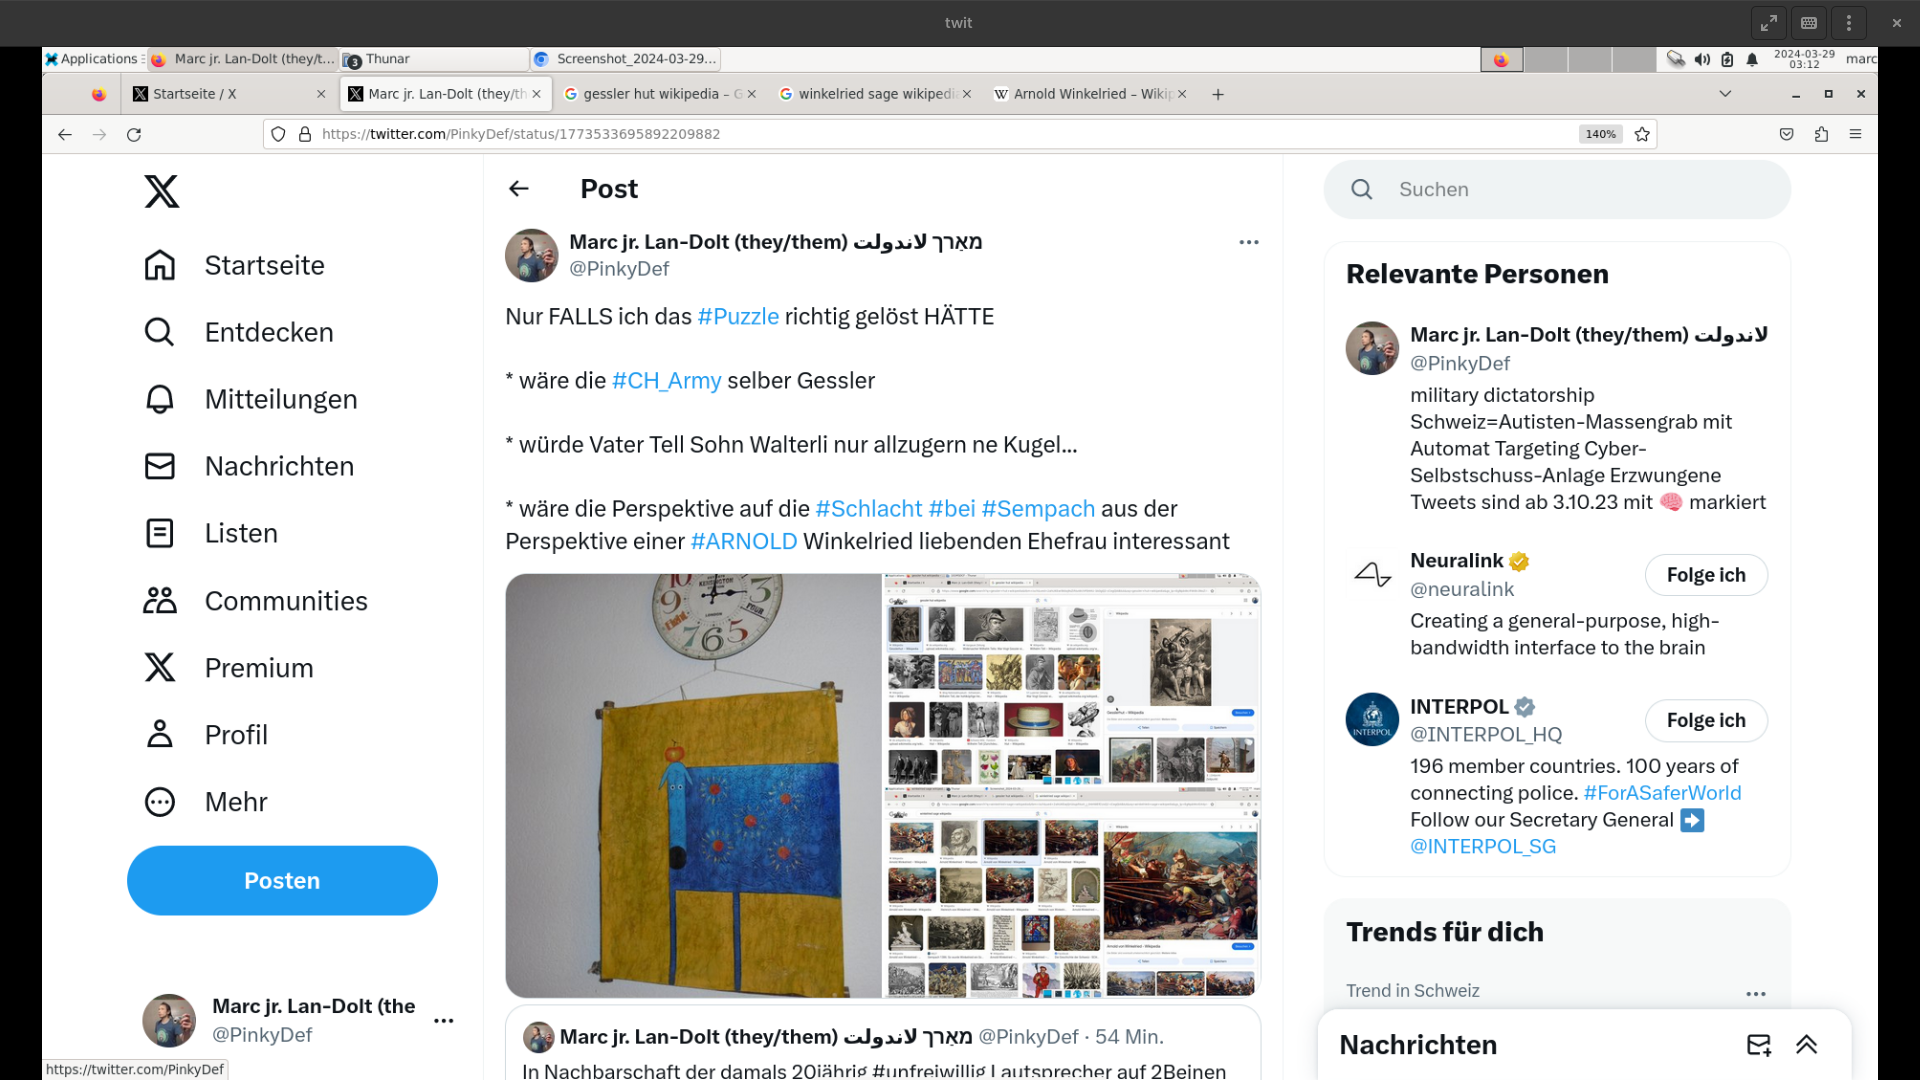 twit
Applications
Marc jr. Lan-Dolt (they/t...
3
Thunar
Screenshot_2024-03-29...
2024-03-29
03:12
marc
Startseite / X
Marc jr. Lan-Dolt (they/th
gessler hut wikipedia – G
winkelried sage wikipedia
Arnold Winkelried – Wikip
https://twitter.com/PinkyDef/status/1773533695892209882
140%
Startseite
Entdecken
Mitteilungen
Nachrichten
Listen
Communities
Premium
Profil
Mehr
Posten
Marc jr. Lan-Dolt (the
@PinkyDef
https://twitter.com/PinkyDef
Post
Marc jr. Lan-Dolt (they/them) מאַרך لاندولت
@PinkyDef
Nur FALLS ich das #Puzzle richtig gelöst HÄTTE
* wäre die #CH_Army selber Gessler
* würde Vater Tell Sohn Walterli nur allzugern ne Kugel...
* wäre die Perspektive auf die #Schlacht #bei #Sempach aus der
Perspektive einer #ARNOLD Winkelried liebenden Ehefrau interessant
Marc jr. Lan-Dolt (they/them) מאַרך لاندولت @PinkyDef · 54 Min.
In Nachbarschaft der damals 20jährig #unfreiwillig Lautsprecher auf 2Beinen
Suchen
Relevante Personen
Marc jr. Lan-Dolt (they/them) لاندولت
@PinkyDef
military dictatorship
Schweiz=Autisten-Massengrab mit
Automat Targeting Cyber-
Selbstschuss-Anlage Erzwungene
Tweets sind ab 3.10.23 mit 🧠 markiert
Neuralink
@neuralink
Folge ich
Creating a general-purpose, high-
bandwidth interface to the brain
INTERPOL
@INTERPOL_HQ
Folge ich
196 member countries. 100 years of
connecting police. #ForASaferWorld
Follow our Secretary General ➡️
@INTERPOL_SG
Trends für dich
Trend in Schweiz
Nachrichten